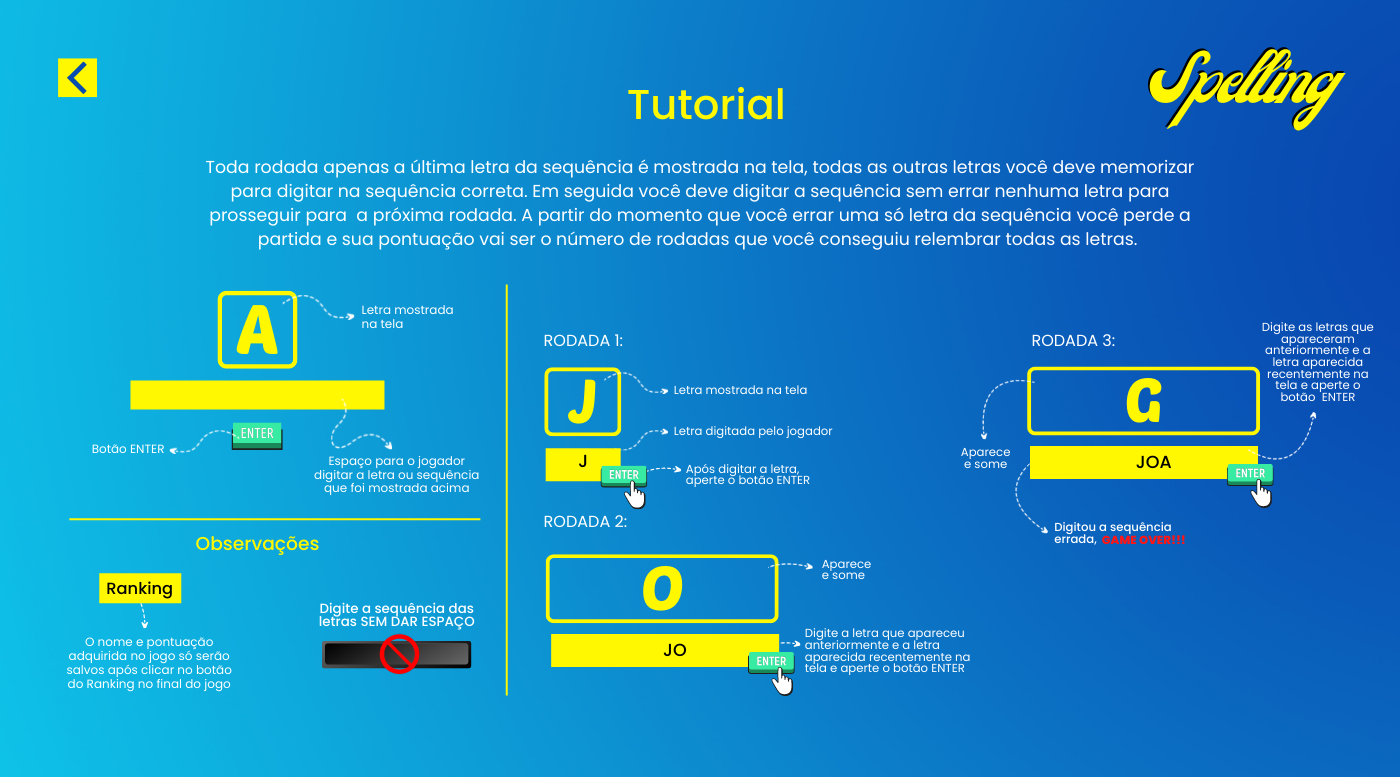 Spelling
Tutorial
Toda rodada apenas a última letra da sequência é mostrada na tela, todas as outras letras você deve memorizar
para digitar na sequência correta. Em seguida você deve digitar a sequência sem errar nenhuma letra para
prosseguir para  a próxima rodada. A partir do momento que você errar uma só letra da sequência você perde a
partida e sua pontuação vai ser o número de rodadas que você conseguiu relembrar todas as letras.
A
Letra mostrada
na tela
Botão ENTER
ENTER
Espaço para o jogador
digitar a letra ou sequência
que foi mostrada acima
Observações
Ranking
O nome e pontuação
adquirida no jogo só serão
salvos após clicar no botão
do Ranking no final do jogo
Digite a sequência das
letras SEM DAR ESPAÇO
RODADA 1:
J
Letra mostrada na tela
Letra digitada pelo jogador
J
ENTER
Após digitar a letra,
aperte o botão ENTER
RODADA 2:
O
Aparece
e some
JO
ENTER
Digite a letra que apareceu
anteriormente e a letra
aparecida recentemente na
tela e aperte o botão ENTER
RODADA 3:
G
Digite as letras que
apareceram
anteriormente e a
letra aparecida
recentemente na
tela e aperte o
botão  ENTER
Aparece
e some
JOA
ENTER
Digitou a sequência
errada, GAME OVER!!!